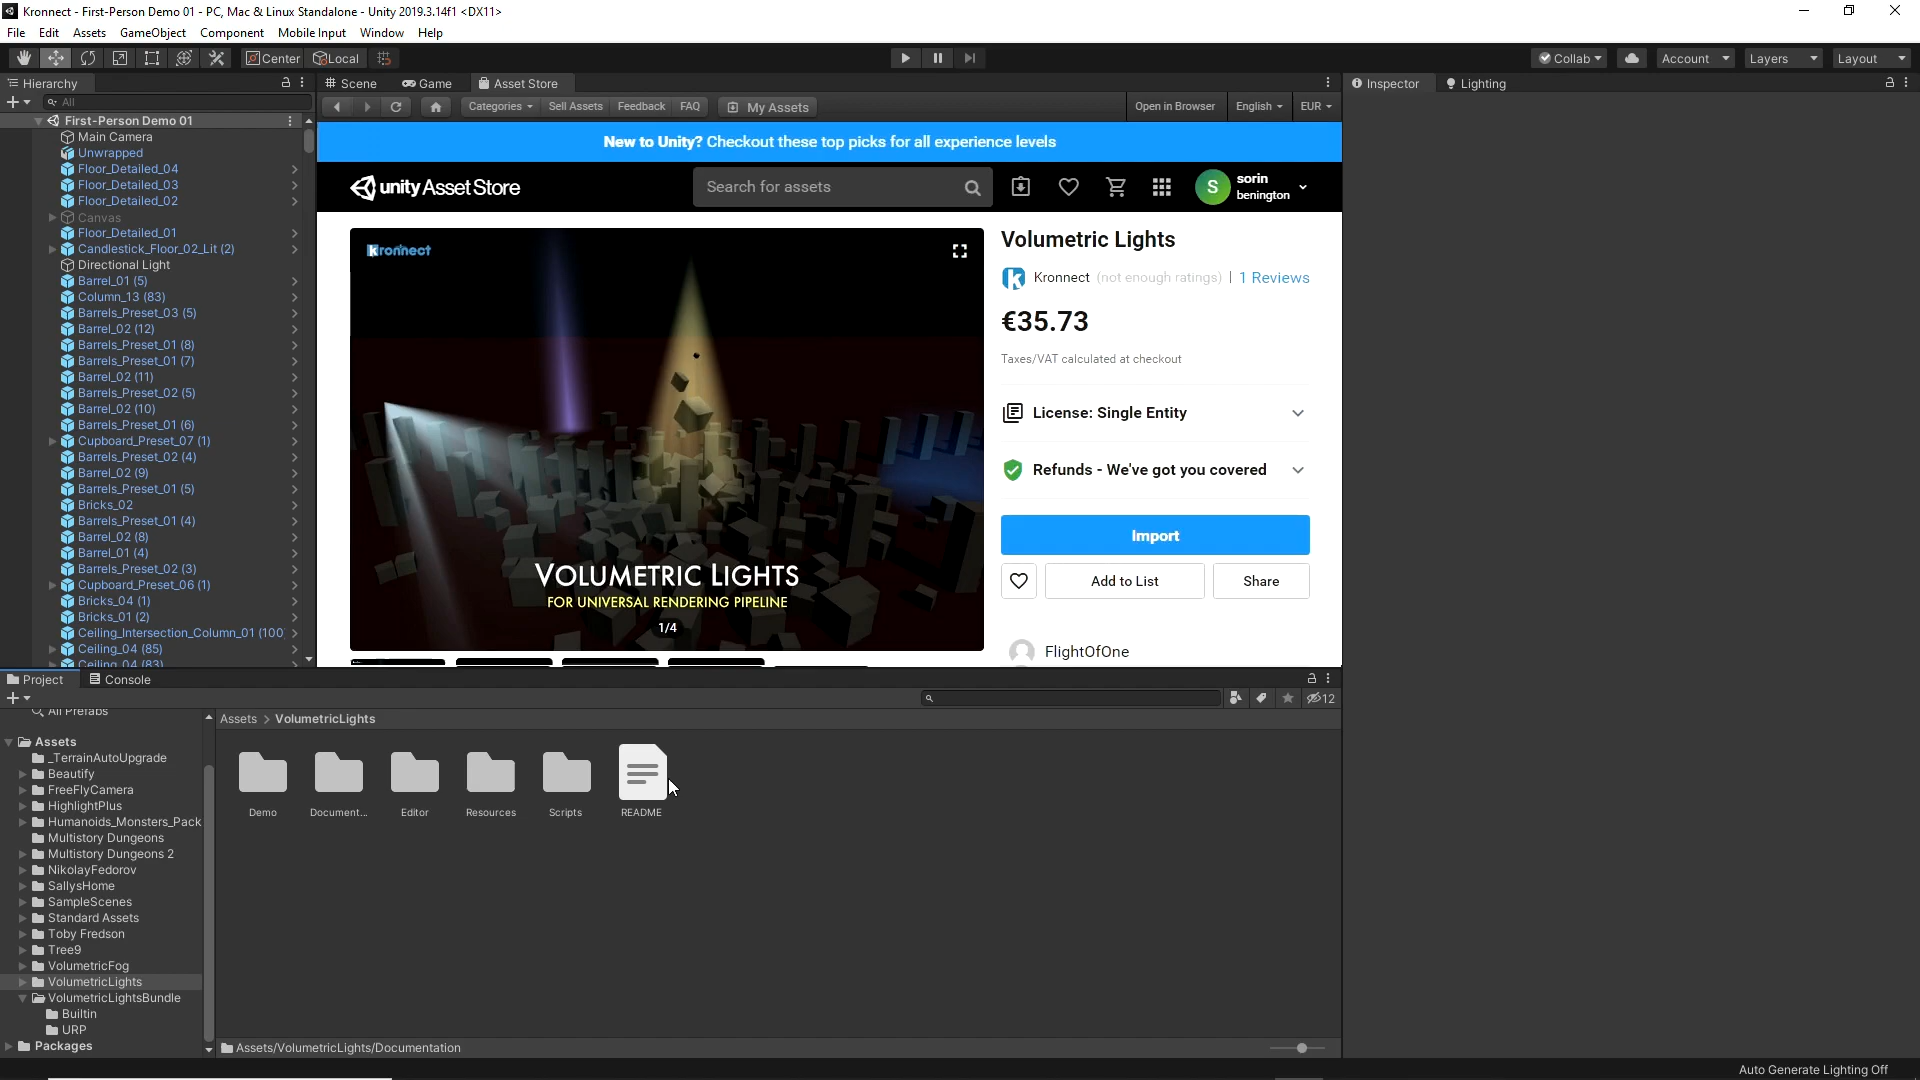 Kronnect - First-Person Demo 01 - PC, Mac & Linux Standalone - Unity 2019.3.14f1 <DX11>
File Edit Assets GameObject Component Mobile Input Window Help
Center Local Collab Account Layers Layout
Hierarchy
All
First-Person Demo 01
Main Camera
Unwrapped
Floor_Detailed_04
Floor_Detailed_03
Floor_Detailed_02
Canvas
Floor_Detailed_01
Candlestick_Floor_02_Lit (2)
Directional Light
Barrel_01 (5)
Column_13 (83)
Barrels_Preset_03 (5)
Barrel_02 (12)
Barrels_Preset_01 (8)
Barrels_Preset_01 (7)
Barrel_02 (11)
Barrels_Preset_02 (5)
Barrel_02 (10)
Barrels_Preset_01 (6)
Cupboard_Preset_07 (1)
Barrels_Preset_02 (4)
Barrel_02 (9)
Barrels_Preset_01 (5)
Bricks_02
Barrels_Preset_01 (4)
Barrel_02 (8)
Barrel_01 (4)
Barrels_Preset_02 (3)
Cupboard_Preset_06 (1)
Bricks_04 (1)
Bricks_01 (2)
Ceiling_Intersection_Column_01 (100
Ceiling_04 (85)
Ceiling_04 (83)
Scene Game Asset Store
Categories Sell Assets Feedback FAQ My Assets Open in Browser English EUR
New to Unity? Checkout these top picks for all experience levels
unity Asset Store
Search for assets
S
sorin
benington
kronnect
VOLUMETRIC LIGHTS
FOR UNIVERSAL RENDERING PIPELINE
1/4
Volumetric Lights
Kronnect (not enough ratings) | 1 Reviews
€35.73
Taxes/VAT calculated at checkout
License: Single Entity
Refunds - We've got you covered
Import
Add to List Share
FlightOfOne
Inspector Lighting
Project Console
12
All Prefabs
Assets
_TerrainAutoUpgrade
Beautify
FreeFlyCamera
HighlightPlus
Humanoids_Monsters_Pack
Multistory Dungeons
Multistory Dungeons 2
NikolayFedorov
SallysHome
SampleScenes
Standard Assets
Toby Fredson
Tree9
VolumetricFog
VolumetricLights
VolumetricLightsBundle
Builtin
URP
Packages
Assets > VolumetricLights
Demo Document... Editor Resources Scripts README
Assets/VolumetricLights/Documentation
Auto Generate Lighting Off